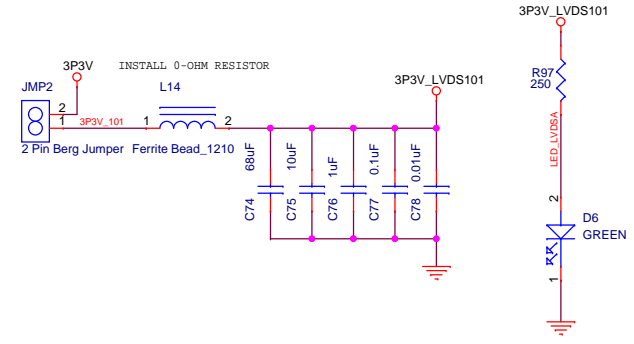 3P3V_LVDS101
3P3V
INSTALL 0-OHM RESISTOR
R97
250
JMP2
L14
3P3V_LVDS101
2
1
3P3V_101
1
2
2 Pin Berg Jumper
Ferrite Bead_1210
LED_LVDSA
68uF
10uF
1uF
0.1uF
0.01uF
C74
C75
C76
C77
C78
2
D6
GREEN
1